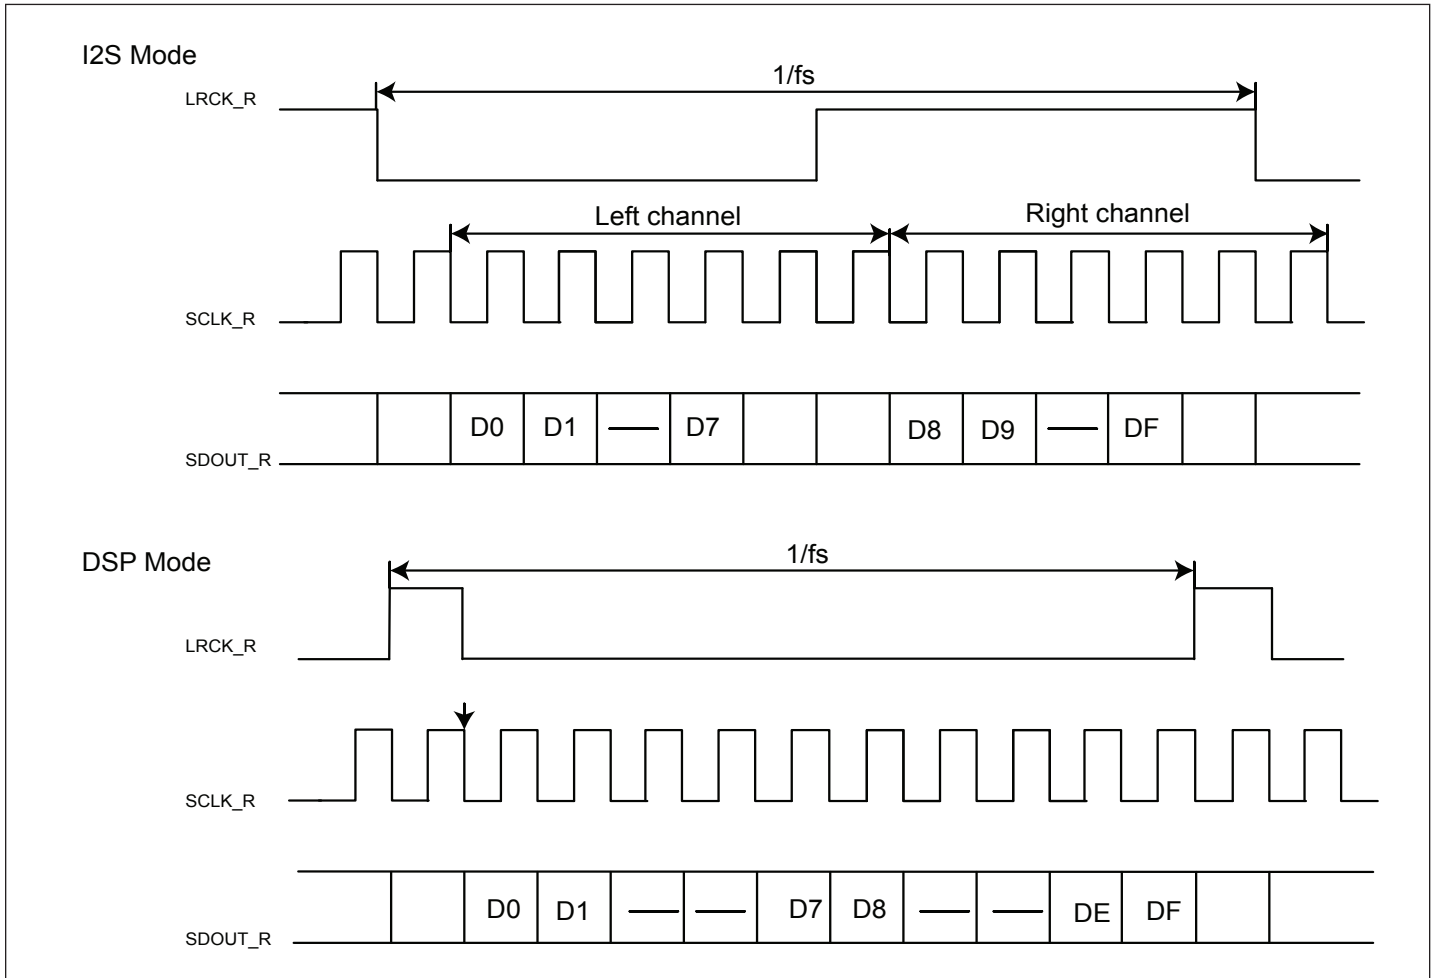 I2S Mode
1/fs
LRCK_R
Left channel
Right channel
SCLK_R
D0 D1 D7 D8 D9 DF
SDOUT_R
DSP Mode
1/fs
LRCK_R
SCLK_R
D0 D1 D7 D8 DE DF
SDOUT_R